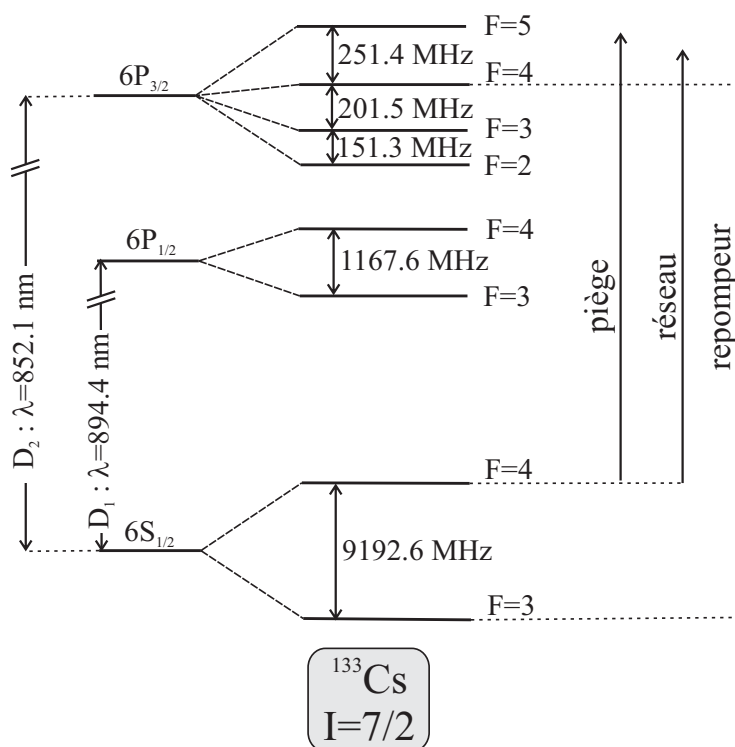 F=5
251.4 MHz
6P3/2
F=4
201.5 MHz
F=3
151.3 MHz
F=2
6P1/2
F=4
1167.6 MHz
F=3
piège
réseau
repompeur
D2 : λ=852.1 nm
D1 : λ=894.4 nm
F=4
6S1/2
9192.6 MHz
F=3
133Cs
I=7/2